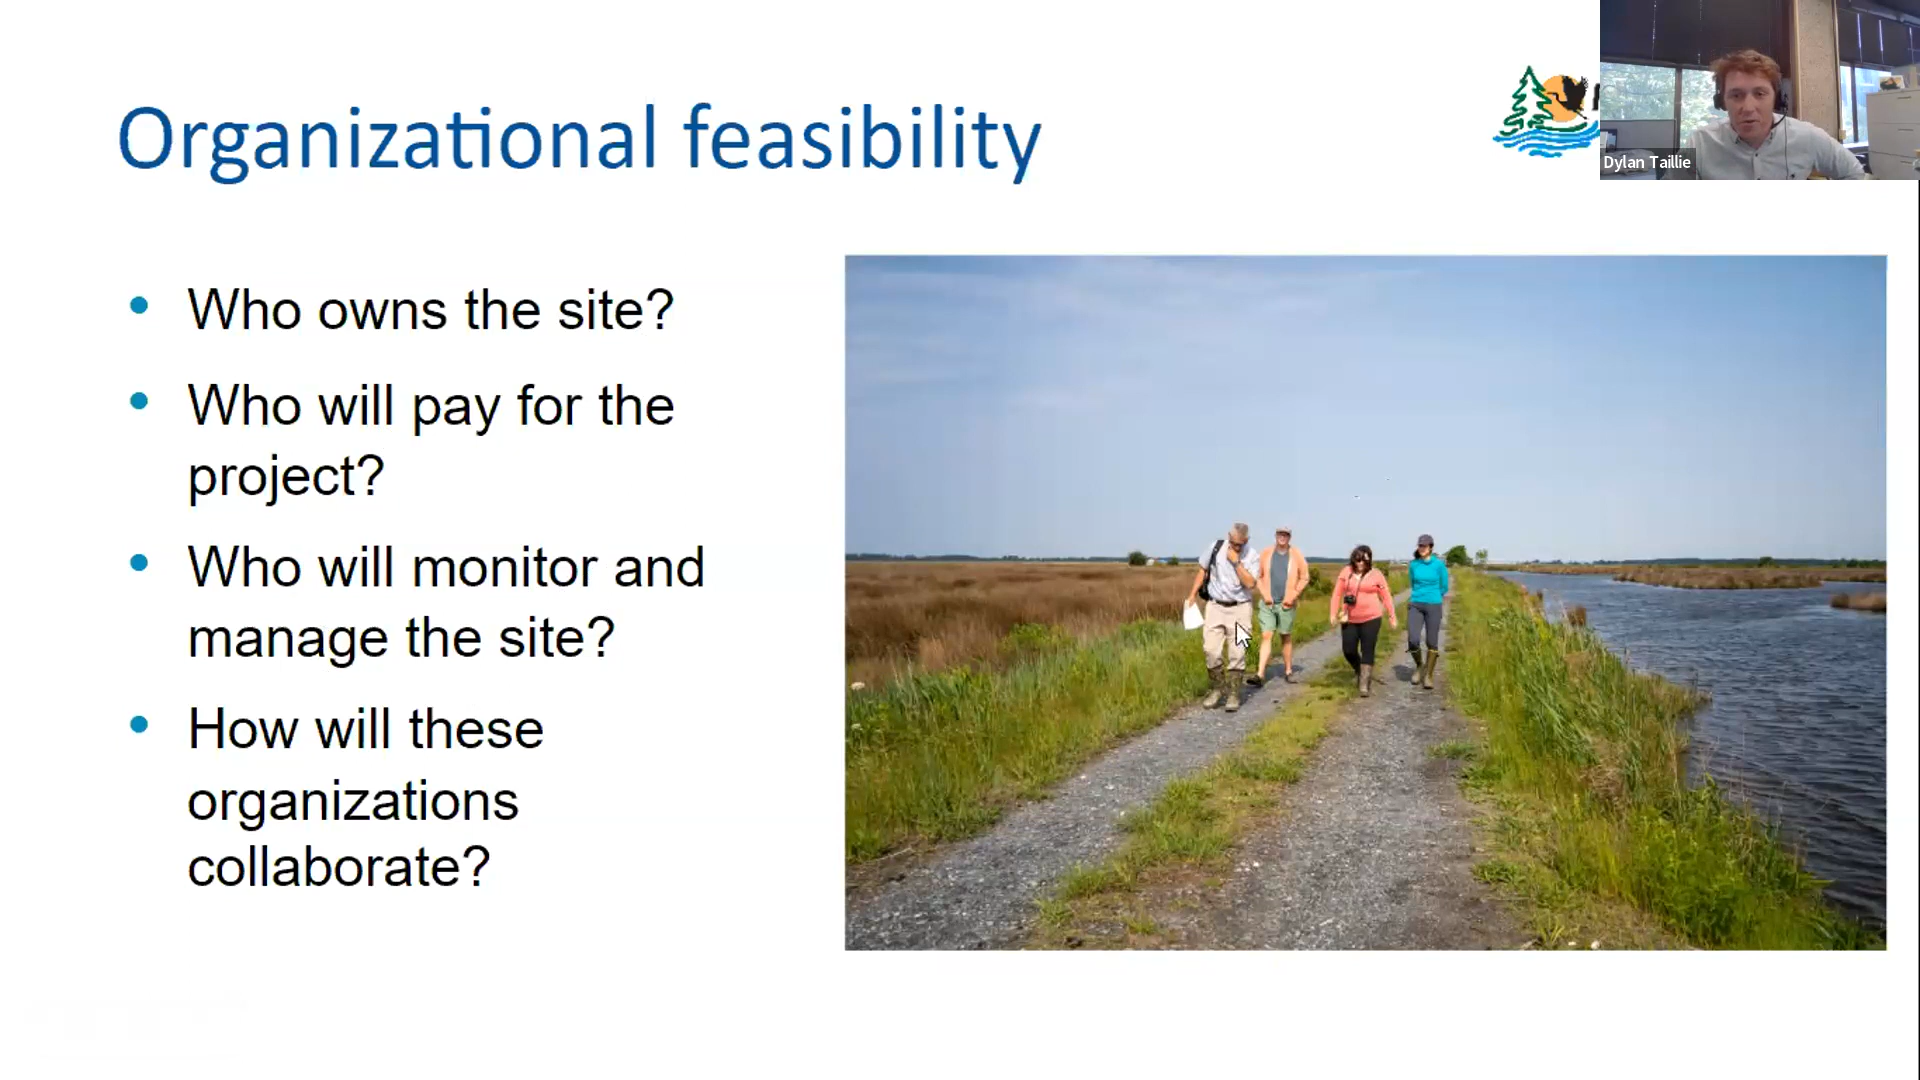 Organizational feasibility
Dylan Taillie
• Who owns the site?
• Who will pay for the
project?
• Who will monitor and
manage the site?
• How will these
organizations
collaborate?